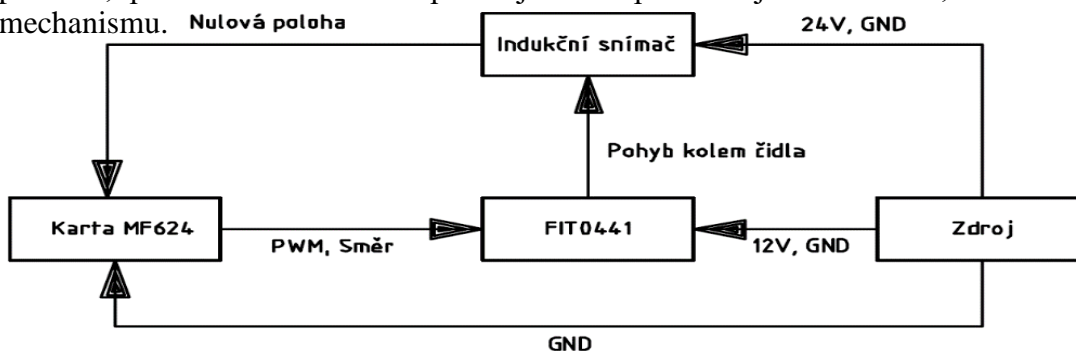 mechanismu.
Nulová poloha
Indukční snímač
24V, GND
Pohyb kolem čidla
Karta MF624
PWM, Směr
FIT0441
12V, GND
Zdroj
GND